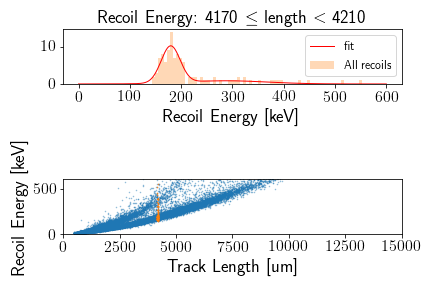 Recoil Energy: 4170 ≤ length < 4210
10
0
fit
All recoils
0 100 200 300 400 500 600
Recoil Energy [keV]
Recoil Energy [keV]
500
0
0 2500 5000 7500 10000 12500 15000
Track Length [um]